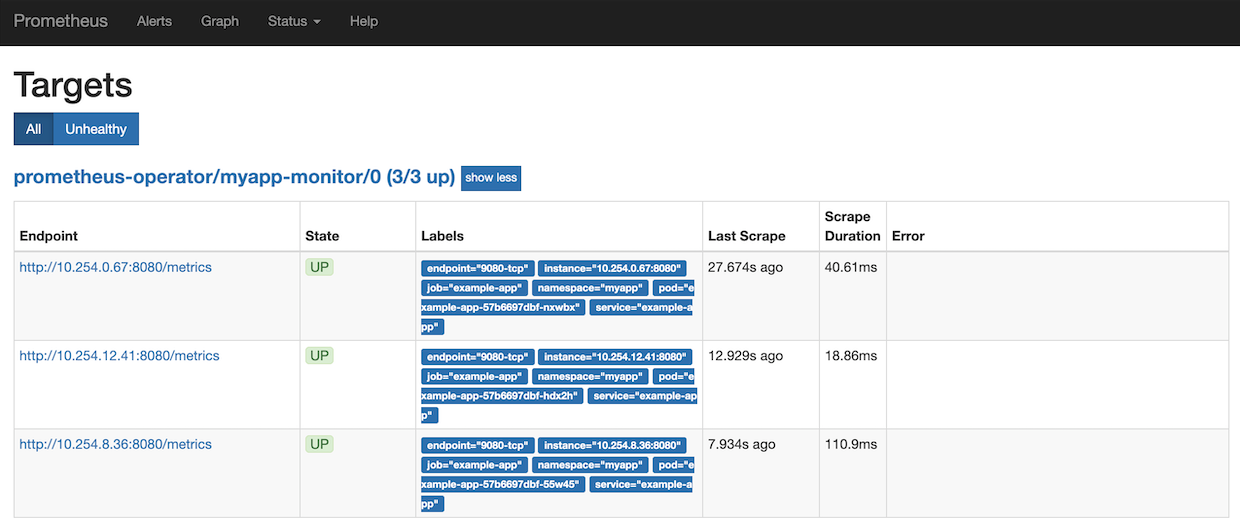 Prometheus Alerts Graph Status Help
Targets
All Unhealthy
prometheus-operator/myapp-monitor/0 (3/3 up) show less
Endpoint State Labels Last Scrape Scrape Duration Error
http://10.254.0.67:8080/metrics UP endpoint="9080-tcp" instance="10.254.0.67:8080" 27.674s ago 40.61ms
job="example-app" namespace="myapp" pod="e
xample-app-57b6697dbf-nxwbx" service="example-a
pp"
http://10.254.12.41:8080/metrics UP endpoint="9080-tcp" instance="10.254.12.41:8080" 12.929s ago 18.86ms
job="example-app" namespace="myapp" pod="e
xample-app-57b6697dbf-hdx2h" service="example-ap
p"
http://10.254.8.36:8080/metrics UP endpoint="9080-tcp" instance="10.254.8.36:8080" 7.934s ago 110.9ms
job="example-app" namespace="myapp" pod="e
xample-app-57b6697dbf-55w45" service="example-a
pp"